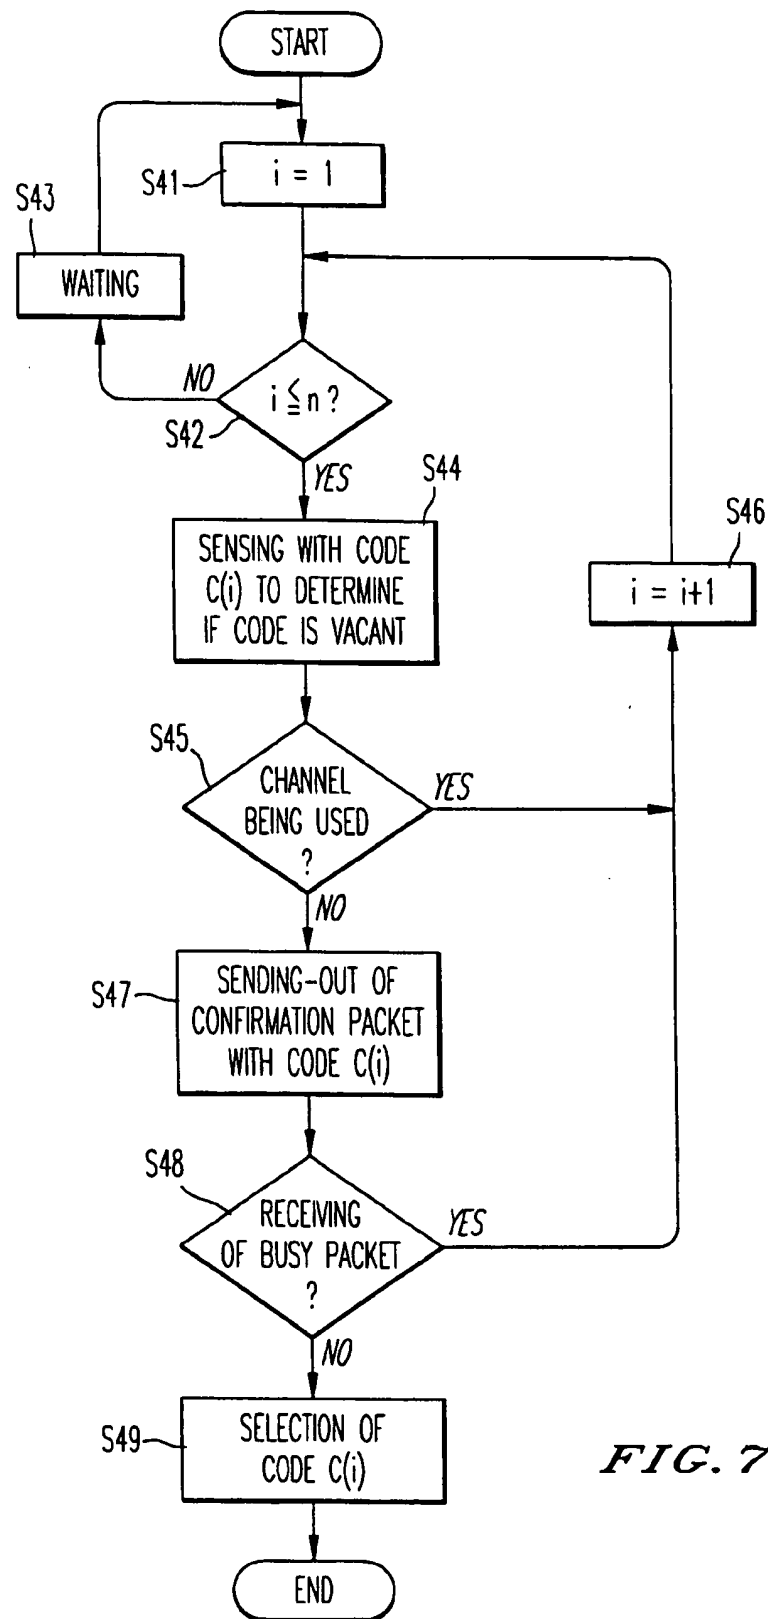 START
S41
i = 1
S43
WAITING
NO
i ≦ n ?
S42
YES
S44
SENSING WITH CODE
C(i) TO DETERMINE
IF CODE IS VACANT
S46
i = i+1
S45
CHANNEL
BEING USED
?
YES
NO
S47
SENDING-OUT OF
CONFIRMATION PACKET
WITH CODE C(i)
S48
RECEIVING
OF BUSY PACKET
?
YES
NO
S49
SELECTION OF
CODE C(i)
FIG. 7
END